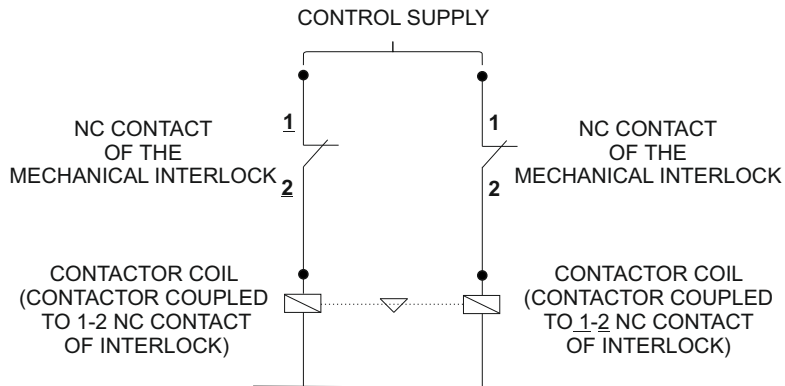 CONTROL SUPPLY
1
1
NC CONTACT
OF THE
MECHANICAL INTERLOCK
NC CONTACT
OF THE
MECHANICAL INTERLOCK
2
2
CONTACTOR COIL
(CONTACTOR COUPLED
TO 1-2 NC CONTACT
OF INTERLOCK)
CONTACTOR COIL
(CONTACTOR COUPLED
TO 1-2 NC CONTACT
OF INTERLOCK)